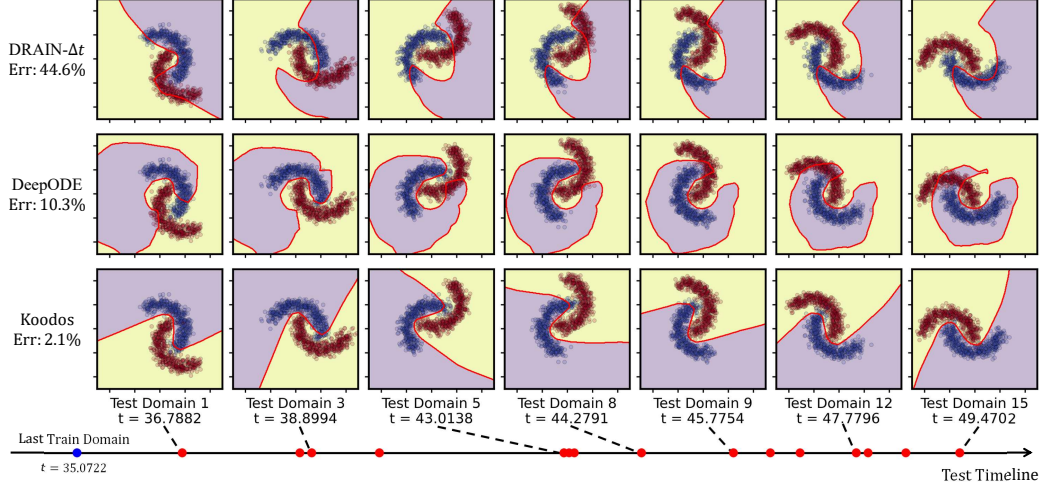 DRAIN-Δt
Err: 44.6%
DeepODE
Err: 10.3%
Koodos
Err: 2.1%
Test Domain 1
t = 36.7882
Test Domain 3
t = 38.8994
Test Domain 5
t = 43.0138
Test Domain 8
t = 44.2791
Test Domain 9
t = 45.7754
Test Domain 12
t = 47.7796
Test Domain 15
t = 49.4702
Last Train Domain
t = 35.0722
Test Timeline